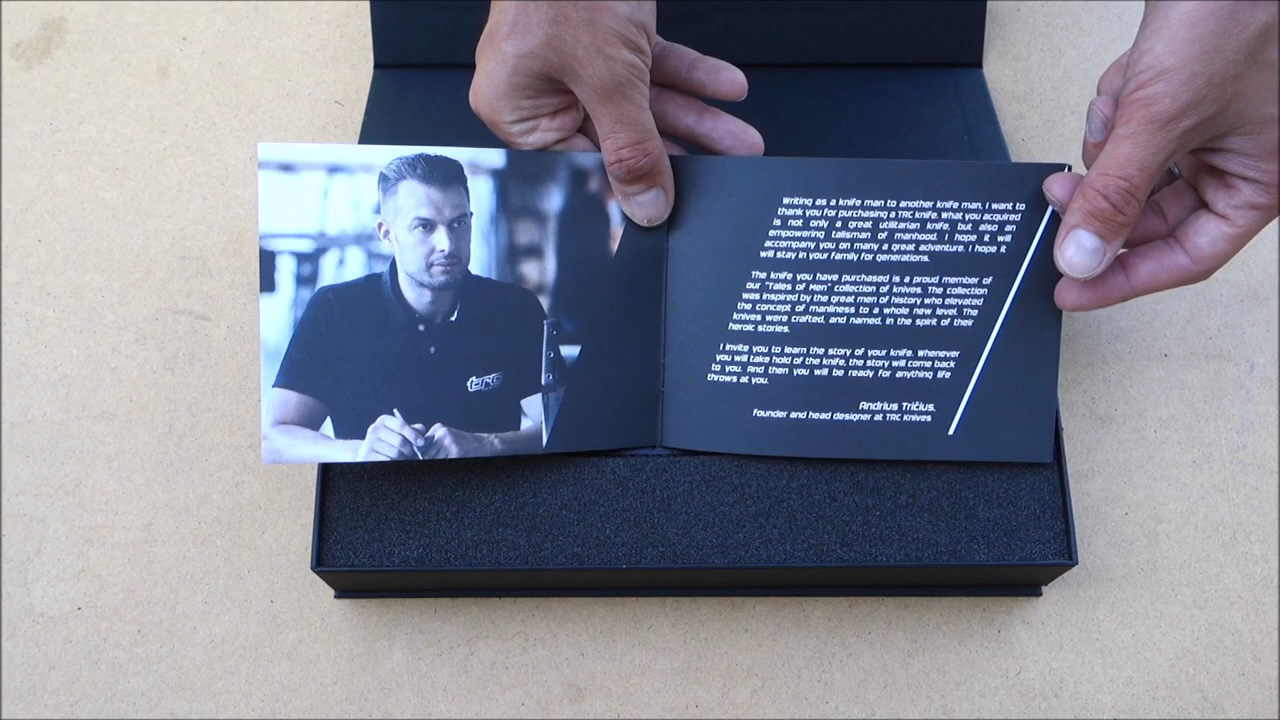 trc
Writing as a knife man to another knife man, I want to
thank you for purchasing a TRC knife. What you acquired
is not only a great utilitarian knife, but also an
empowering talisman of manhood. I hope it will
accompany you on many a great adventure. I hope it
will stay in your family for generations.
The knife you have purchased is a proud member of
our "Tales of Men" collection of knives. The collection
was inspired by the great men of history who elevated
the concept of manliness to a whole new level. The
knives were crafted, and named, in the spirit of their
heroic stories.
I invite you to learn the story of your knife. Whenever
you will take hold of the knife, the story will come back
to you. And then you will be ready for anything life
throws at you.
Andrius Tričius,
founder and head designer at TRC Knives